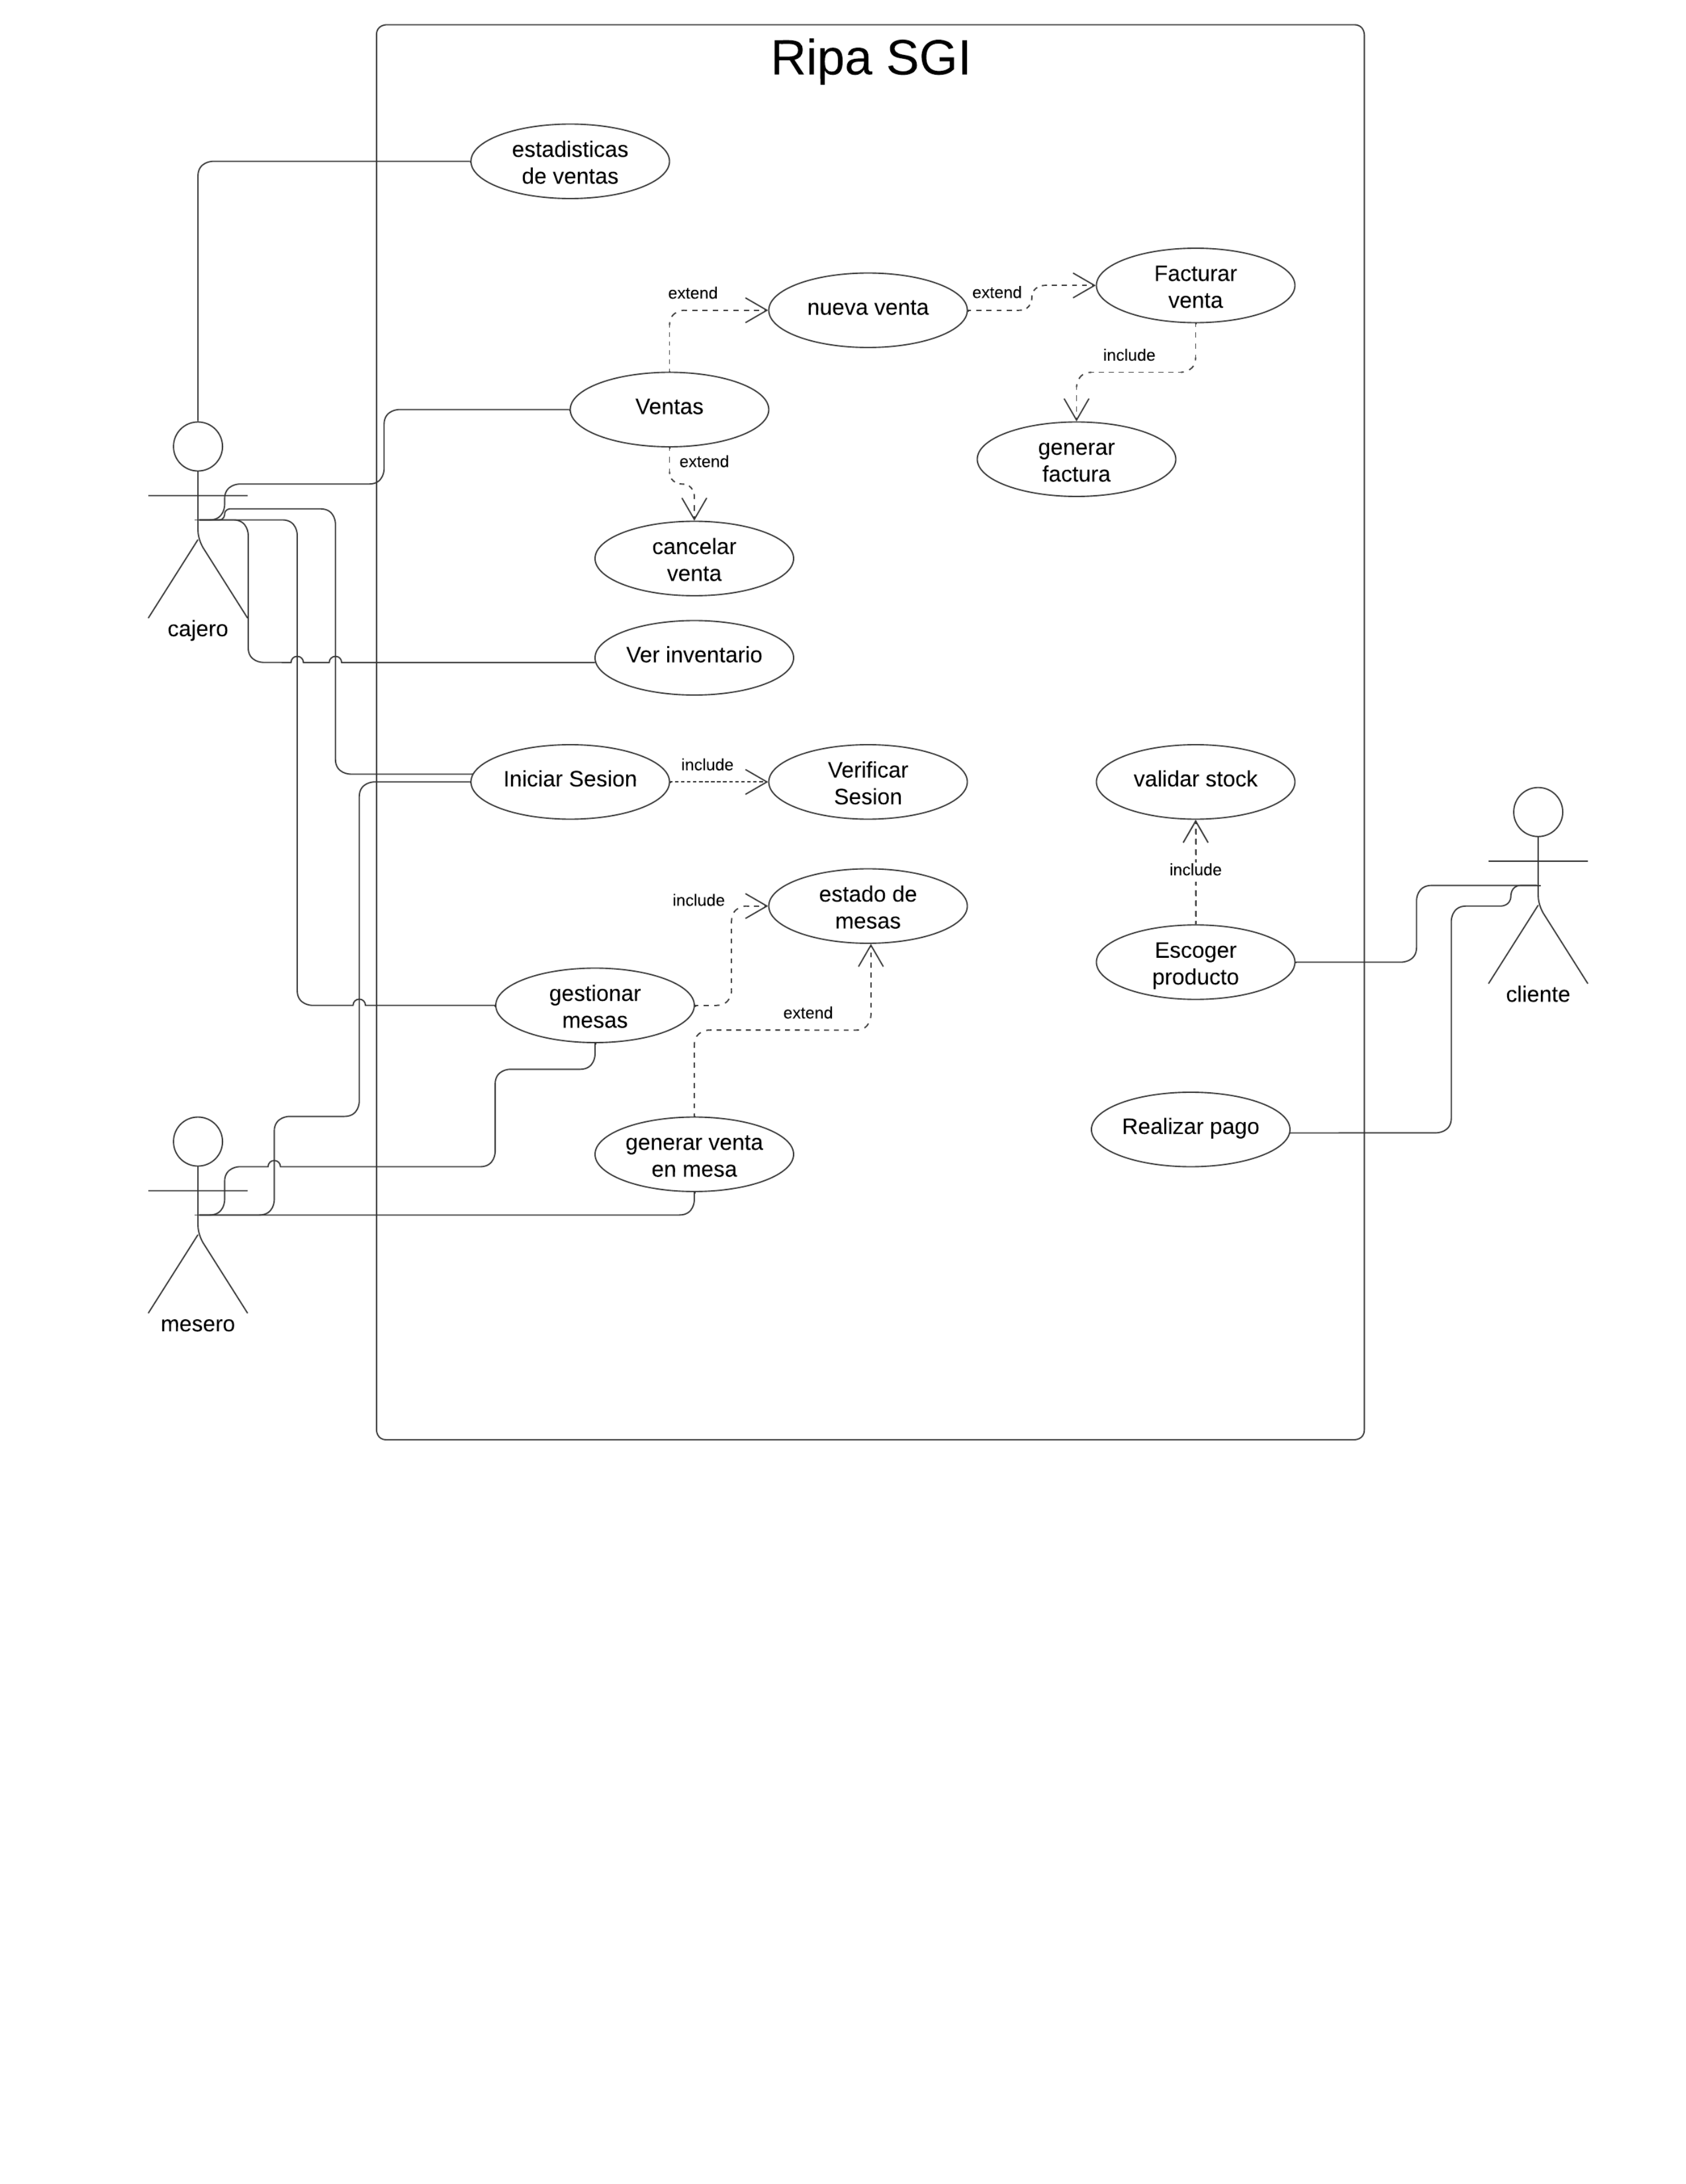 Ripa SGI
estadisticas
de ventas
Facturar
venta
extend
nueva venta
extend
include
Ventas
generar
factura
extend
cancelar
venta
cajero
Ver inventario
Iniciar Sesion
include
Verificar
Sesion
validar stock
include
include
estado de
mesas
Escoger
producto
cliente
gestionar
mesas
extend
Realizar pago
generar venta
en mesa
mesero